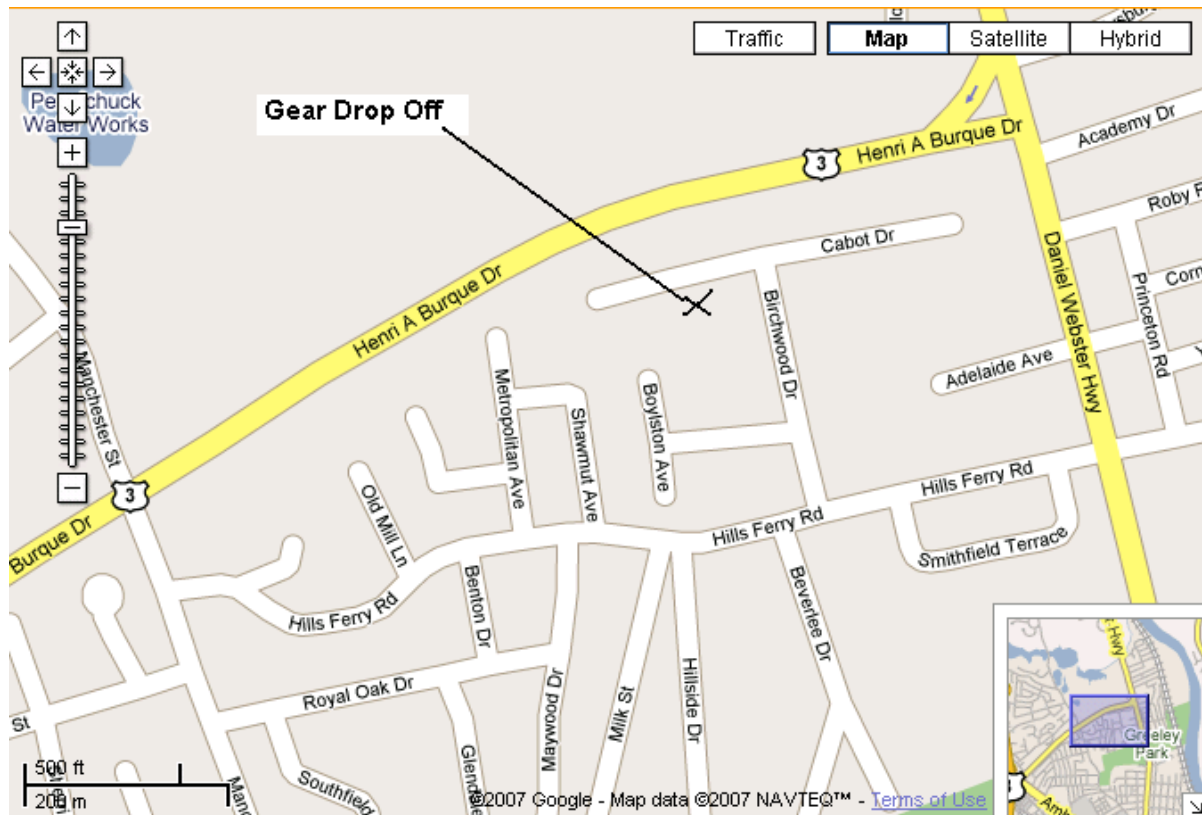 Traffic
Map
Satellite
Hybrid
Water Works
Gear Drop Off
Henri A Burque Dr
3
Academy Dr
Roby
Cabot Dr
Daniel Webster Hwy
Princeton Rd
Birchwood Dr
Henri A Burque Dr
Adelaide Ave
Manchester St
Metropolitan Ave
Boylston Ave
Shawmut Ave
3
Old Mill Ln
Hills Ferry Rd
Hills Ferry Rd
Burque Dr
Smithfield Terrace
Hills Ferry Rd
Benton Dr
Beverlee Dr
Royal Oak Dr
Maywood Dr
Milk St
Hillside Dr
St
Southfield
500 ft
200 m
©2007 Google - Map data ©2007 NAVTEQ™ - Terms of Use
Hwy
Greeley
Park